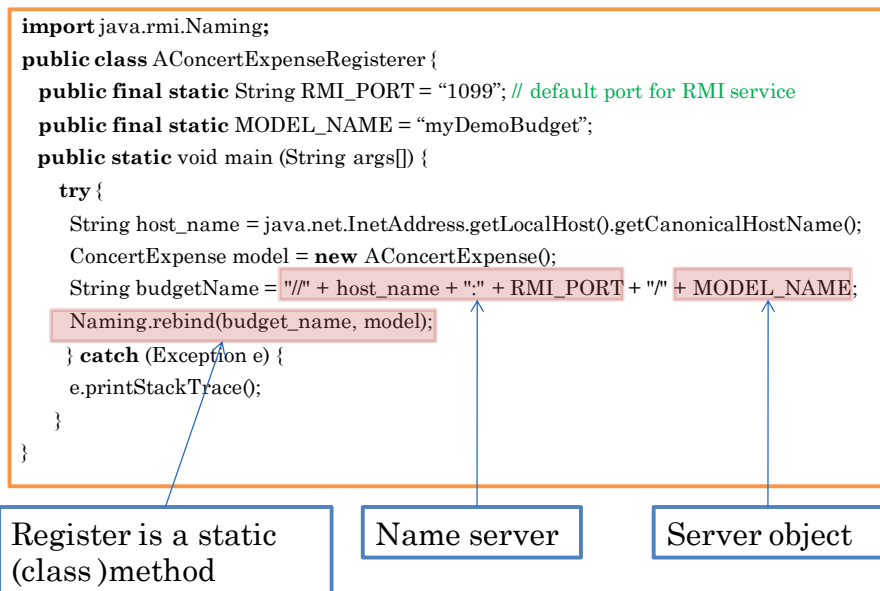 import java.rmi.Naming;
public class AConcertExpenseRegisterer {
public final static String RMI_PORT = “1099”; // default port for RMI service
public final static MODEL_NAME = “myDemoBudget”;
public static void main (String args[]) {
try {
String host_name = java.net.InetAddress.getLocalHost().getCanonicalHostName();
ConcertExpense model = new AConcertExpense();
String budgetName = "//" + host_name + ":" + RMI_PORT + "/" + MODEL_NAME;
Naming.rebind(budget_name, model);
} catch (Exception e) {
e.printStackTrace();
}
}
Register is a static
(class )method
Name server
Server object